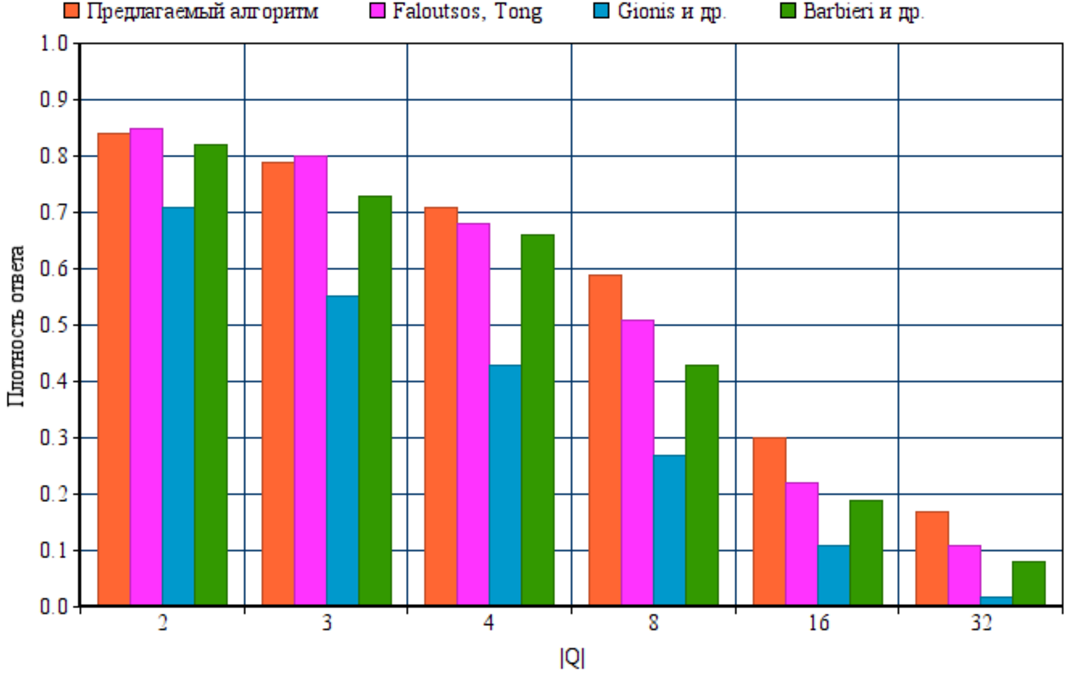 Предлагаемый алгоритм Faloutsos, Tong Gionis и др. Barbieri и др.
1.0
0.9
0.8
0.7
0.6
0.5
0.4
0.3
0.2
0.1
0.0
Плотность ответа
2 3 4 8 16 32
|Q|